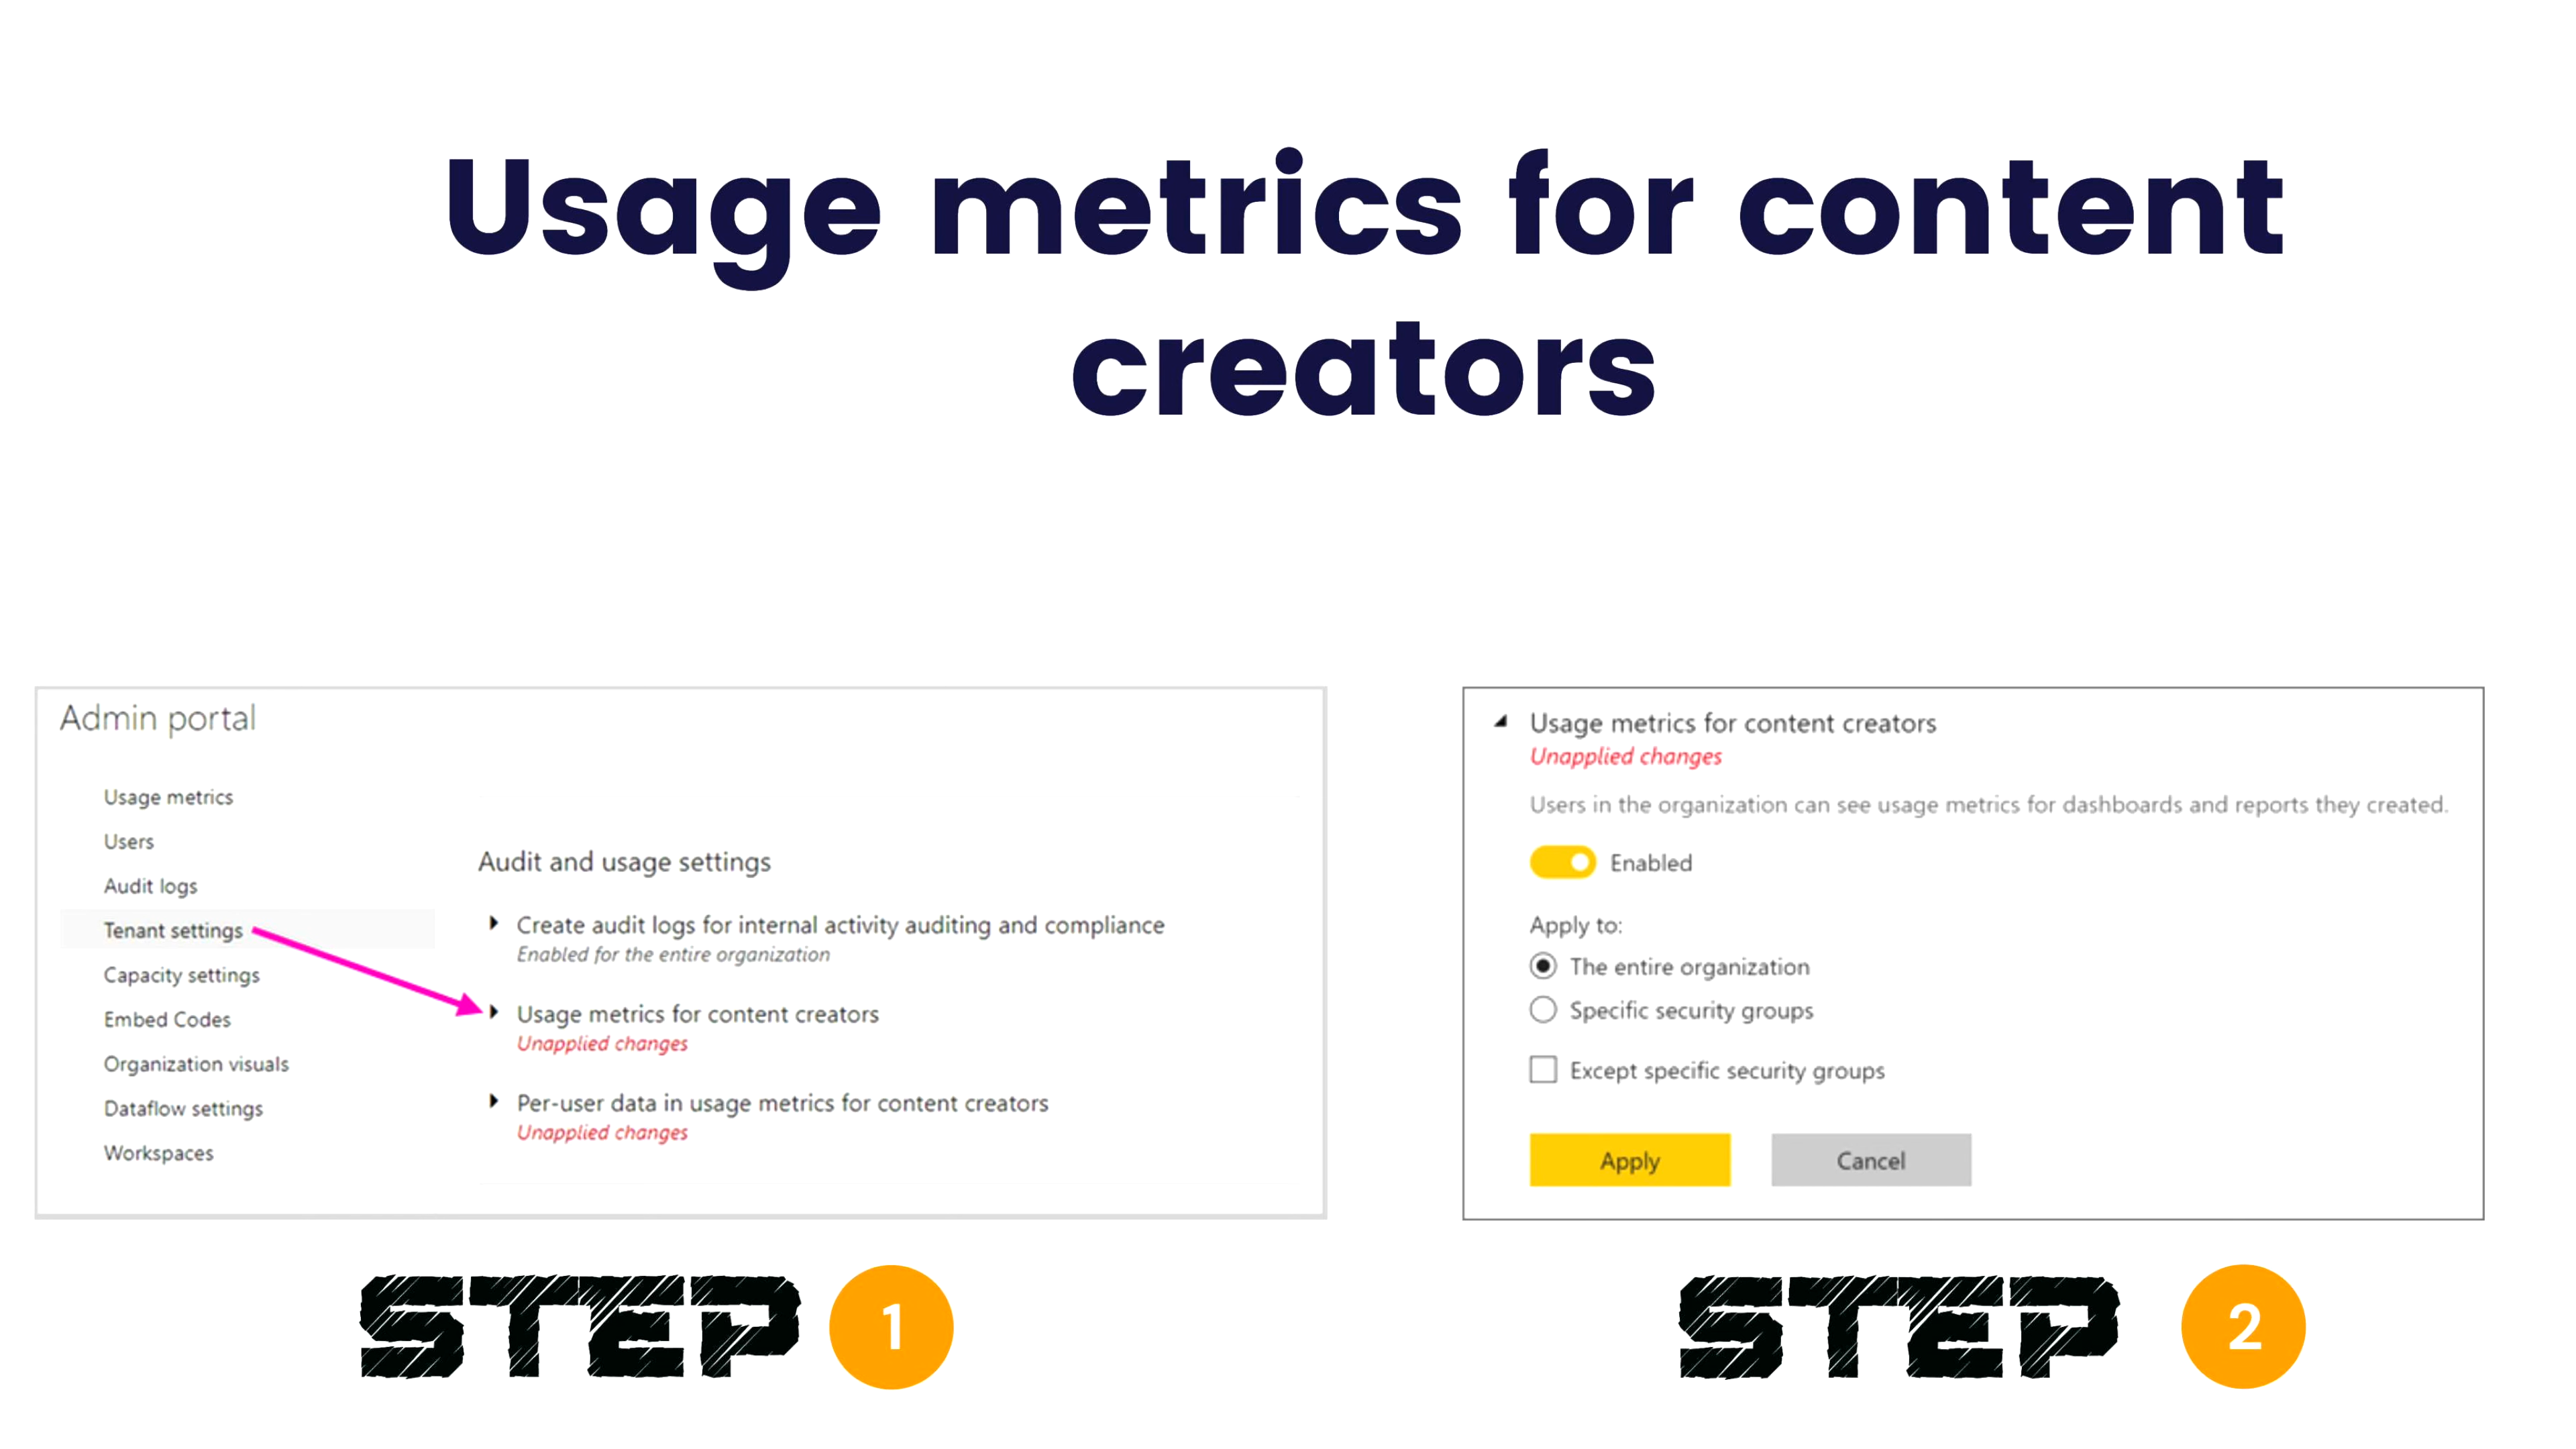 Usage metrics for content
creators
Admin portal
Usage metrics
Users
Audit logs
Tenant settings
Capacity settings
Embed Codes
Organization visuals
Dataflow settings
Workspaces
Audit and usage settings
Create audit logs for internal activity auditing and compliance
Enabled for the entire organization
Usage metrics for content creators
Unapplied changes
Per-user data in usage metrics for content creators
Unapplied changes
STEP 1
Usage metrics for content creators
Unapplied changes
Users in the organization can see usage metrics for dashboards and reports they created.
Enabled
Apply to:
The entire organization
Specific security groups
Except specific security groups
Apply Cancel
STEP 2